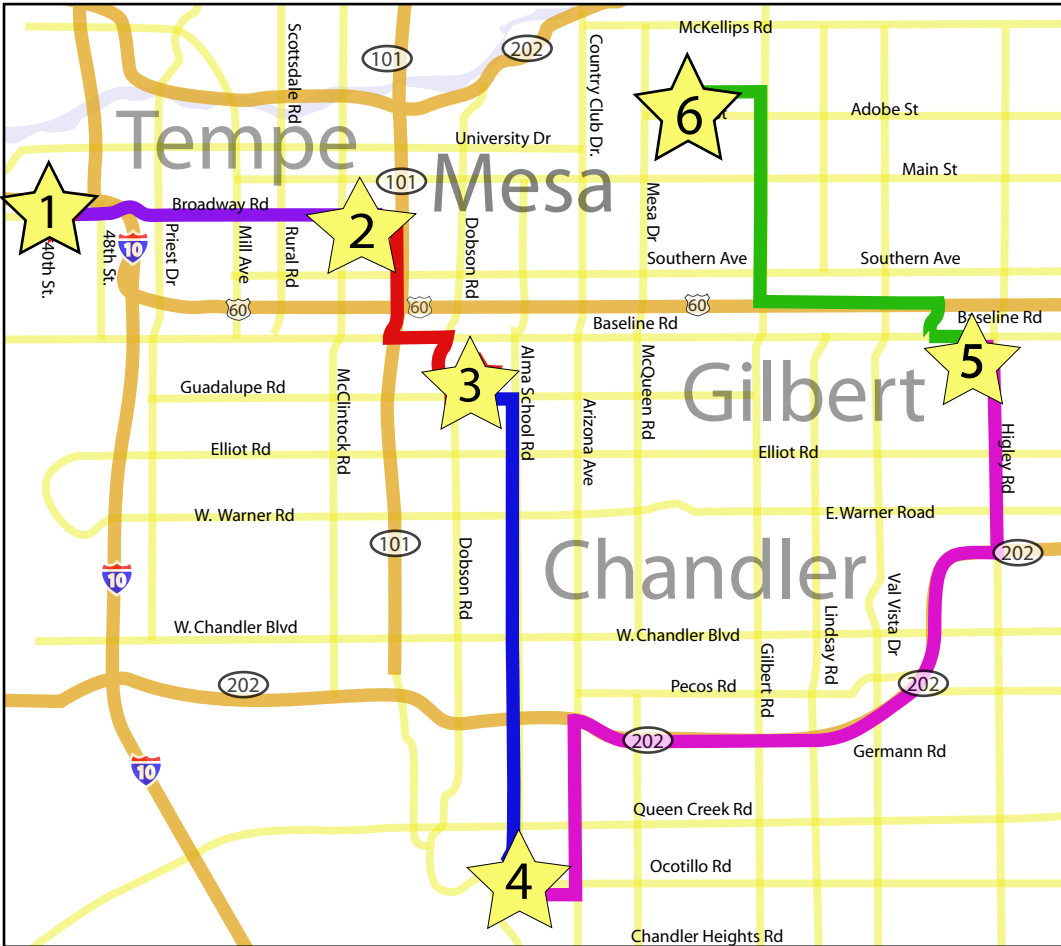 McKellips Rd
Scottsdale Rd
Country Club Dr.
202
101
6
t
Adobe St
Tempe
University Dr
Mesa
101
Main St
1
Broadway Rd
2
Mesa Dr
40th St.
48th St.
10
Priest Dr
Mill Ave
Rural Rd
Dobson Rd
Southern Ave
Southern Ave
60
60
60
Baseline Rd
Baseline Rd
5
Guadalupe Rd
McClintock Rd
3
Alma School Rd
McQueen Rd
Gilbert
Arizona Ave
Elliot Rd
Elliot Rd
Higley Rd
W. Warner Rd
E. Warner Road
101
202
10
Dobson Rd
Chandler
Val Vista Dr
Lindsay Rd
W. Chandler Blvd
W. Chandler Blvd
Gilbert Rd
202
Pecos Rd
202
202
Germann Rd
10
Queen Creek Rd
4
Ocotillo Rd
Chandler Heights Rd